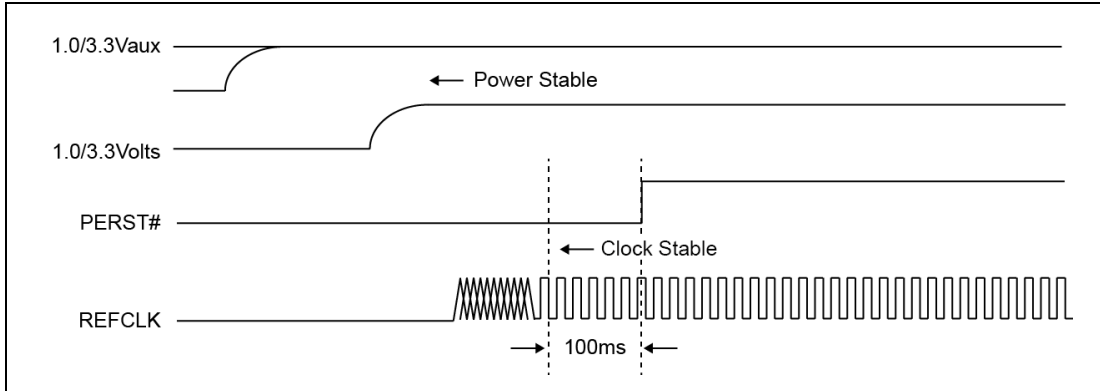 1.0/3.3Vaux
Power Stable
1.0/3.3Volts
PERST#
Clock Stable
REFCLK
100ms